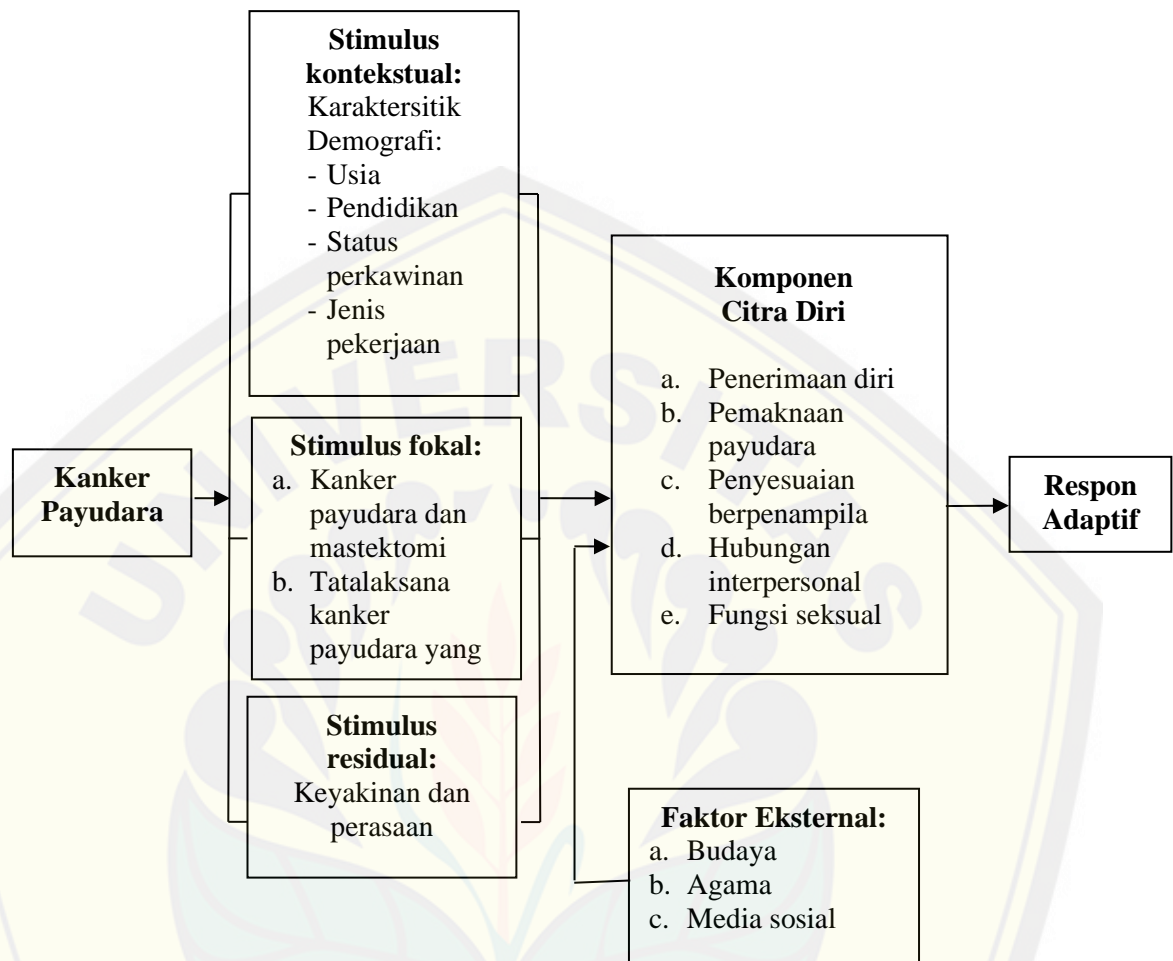 Stimulus
kontekstual:
Karaktersitik
Demografi:
- Usia
- Pendidikan
- Status
perkawinan
- Jenis
pekerjaan
Kanker
Payudara
Stimulus fokal:
a. Kanker
payudara dan
mastektomi
b. Tatalaksana
kanker
payudara yang
Stimulus
residual:
Keyakinan dan
perasaan
Komponen
Citra Diri
a. Penerimaan diri
b. Pemaknaan
payudara
c. Penyesuaian
berpenampila
d. Hubungan
interpersonal
e. Fungsi seksual
Faktor Eksternal:
a. Budaya
b. Agama
c. Media sosial
Respon
Adaptif
UNIVERSITAS